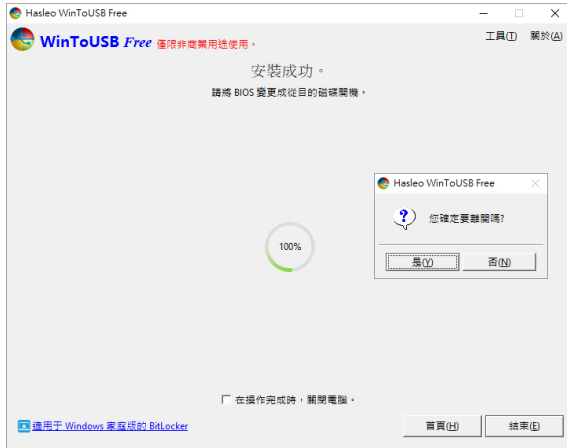 Hasleo WinToUSB Free
WinToUSB Free 僅限非商業用途使用。
工具(T) 關於(A)
安裝成功。
請將 BIOS 變更成從目的磁碟開機。
Hasleo WinToUSB Free
您確定要離開嗎?
是(Y) 否(N)
100%
在操作完成時，關閉電腦。
適用于 Windows 家庭版的 BitLocker
首頁(H) 結束(E)